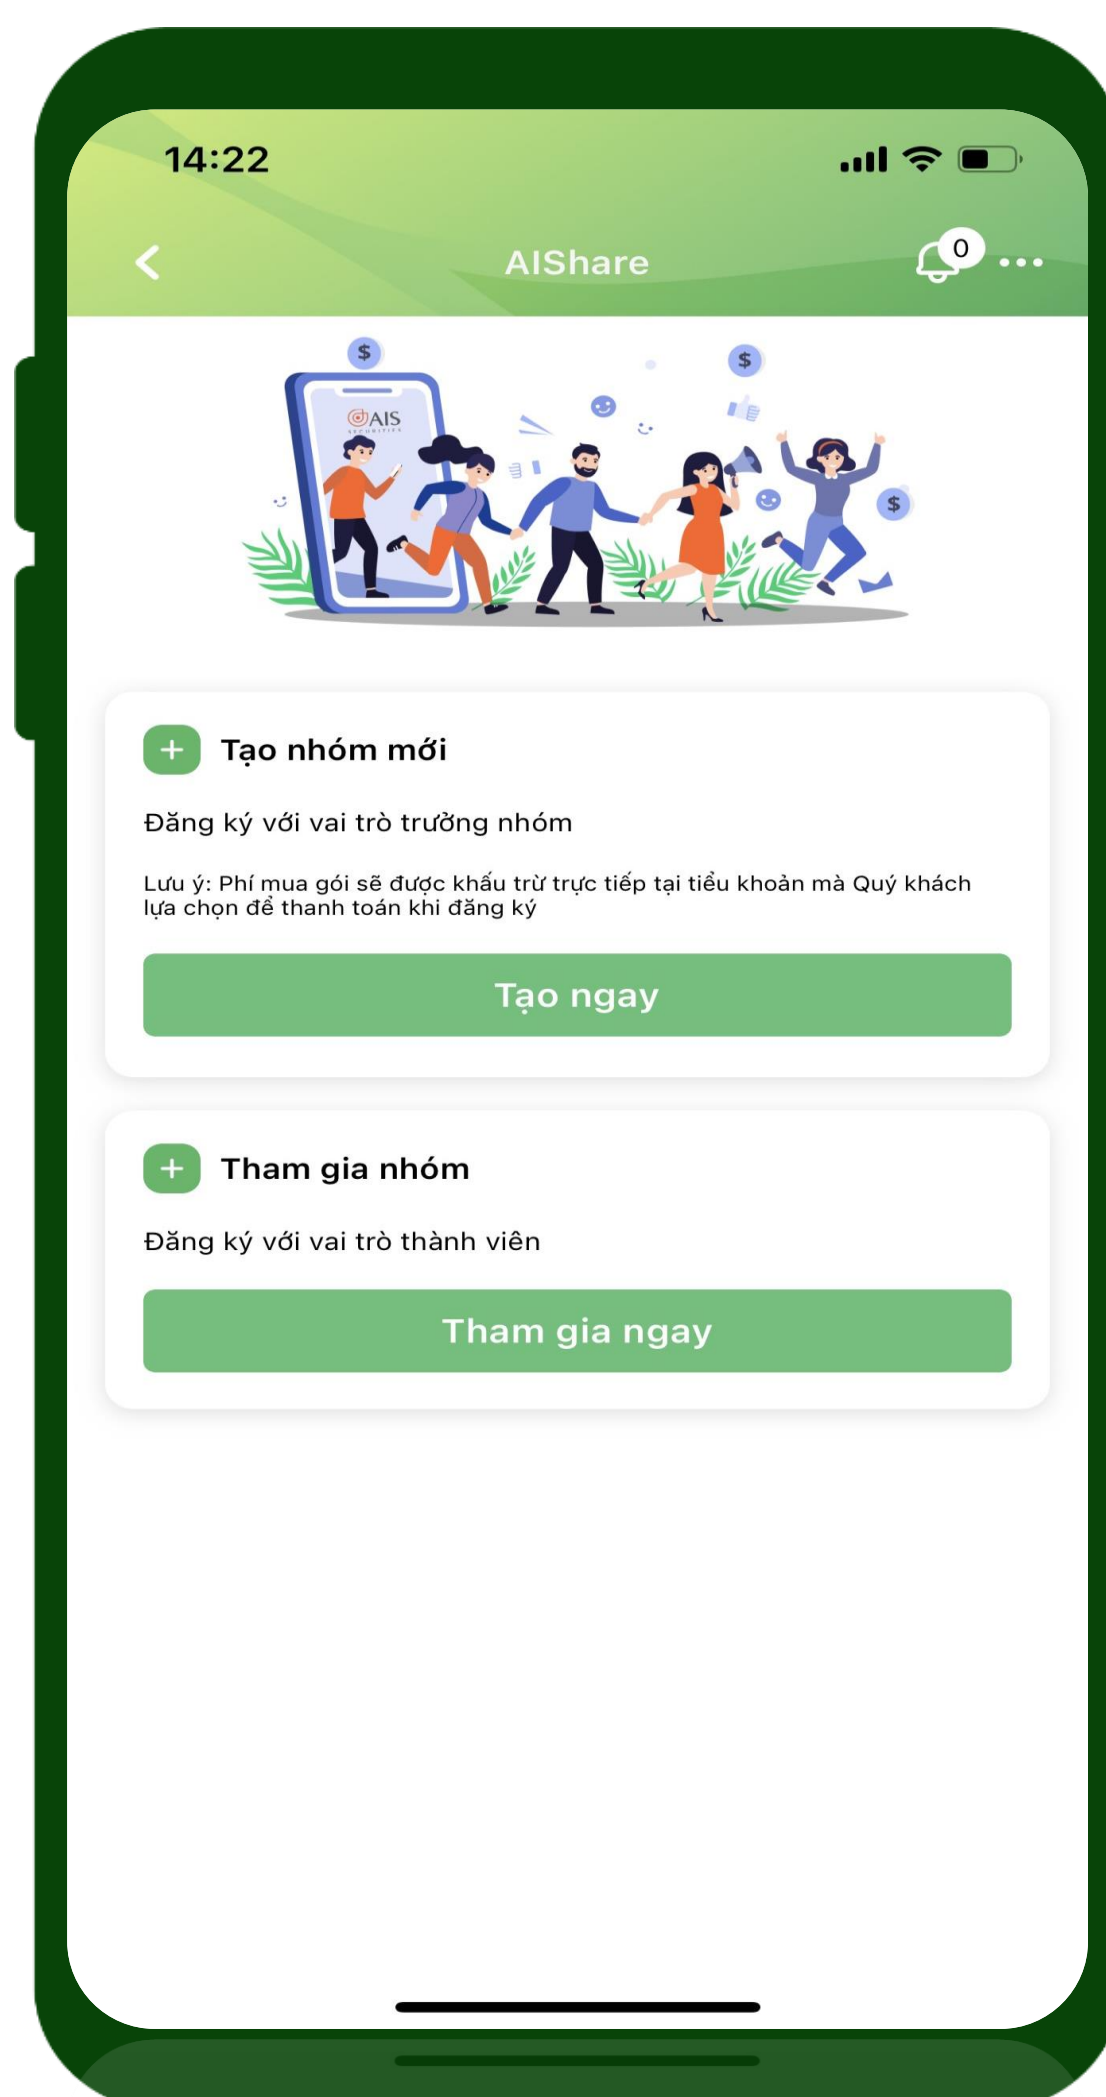 14:22
AIShare
0
$
$
AIS
SECURITIES
$
Tạo nhóm mới
Đăng ký với vai trò trưởng nhóm
Lưu ý: Phí mua gói sẽ được khấu trừ trực tiếp tại tiểu khoản mà Quý khách
lựa chọn để thanh toán khi đăng ký
Tạo ngay
Tham gia nhóm
Đăng ký với vai trò thành viên
Tham gia ngay